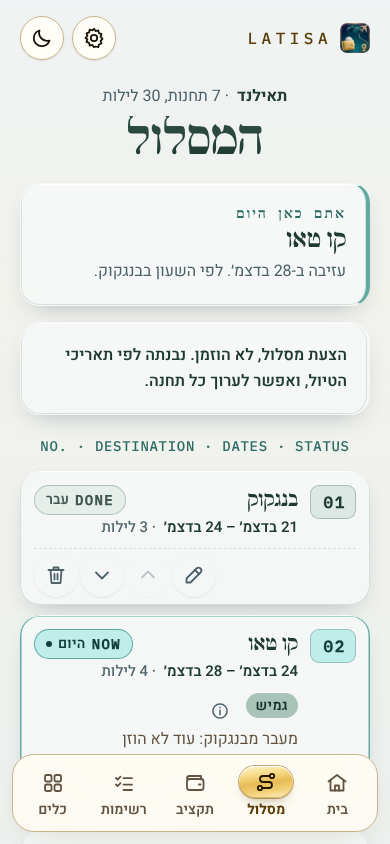 LATISA
תאילנד · 7 תחנות, 30 לילות
המסלול
אתם כאן היום
קו טאו
עזיבה ב-28 בדצמ׳. לפי השעון בבנגקוק.
הצעת מסלול, לא הוזמן. נבנתה לפי תאריכי
הטיול, ואפשר לערוך כל תחנה.
NO. · DESTINATION · DATES · STATUS
01
בנגקוק
DONE עבר
21 בדצמ׳ – 24 בדצמ׳ · 3 לילות
02
קו טאו
NOW היום
24 בדצמ׳ – 28 בדצמ׳ · 4 לילות
גמיש
מעבר מבנגקוק: עוד לא הוזן
בית
מסלול
תקציב
רשימות
כלים